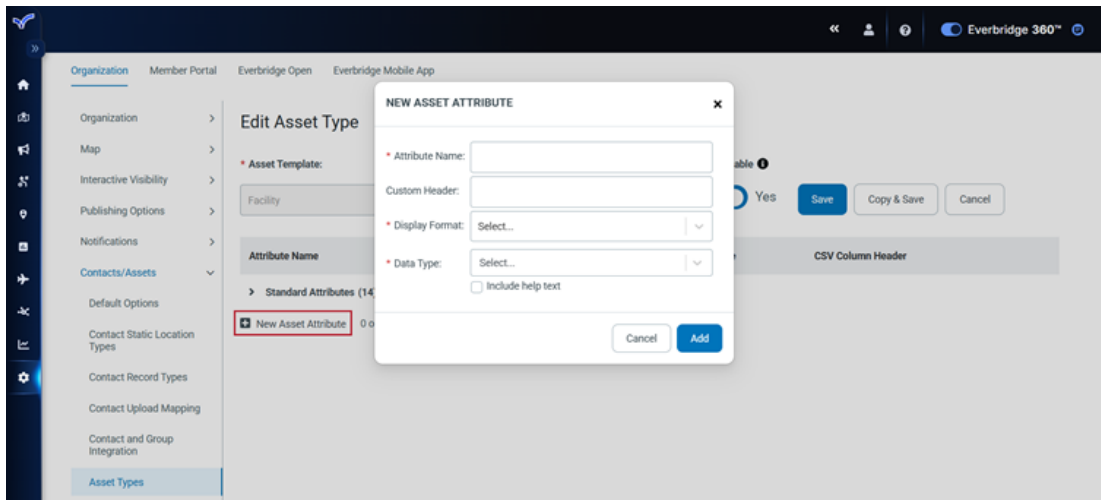 Everbridge 360™
Organization Member Portal Everbridge Open Everbridge Mobile App
Organization
Map
Interactive Visibility
Publishing Options
Notifications
Contacts/Assets
Default Options
Contact Static Location
Types
Contact Record Types
Contact Upload Mapping
Contact and Group
Integration
Asset Types
Edit Asset Type
* Asset Template:
Facility
able
Yes
Save Copy & Save Cancel
Attribute Name CSV Column Header
Standard Attributes (14)
New Asset Attribute 0 o
NEW ASSET ATTRIBUTE
* Attribute Name:
Custom Header:
* Display Format: Select...
* Data Type: Select...
Include help text
Cancel Add